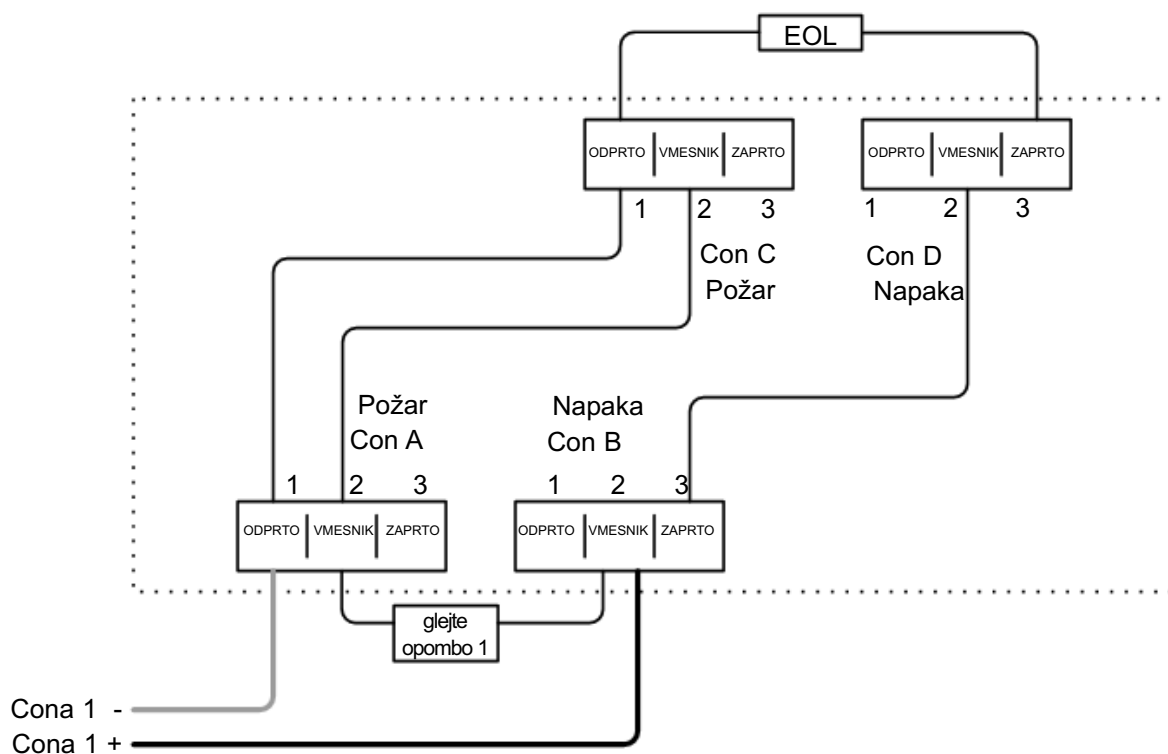 EOL
ODPRTO VMESNIK ZAPRTO
ODPRTO VMESNIK ZAPRTO
1 2 3
1 2 3
Con C
Požar
Con D
Napaka
Požar
Con A
Napaka
Con B
1 2 3
1 2 3
ODPRTO VMESNIK ZAPRTO
ODPRTO VMESNIK ZAPRTO
glejte
opombo 1
Cona 1 -
Cona 1 +